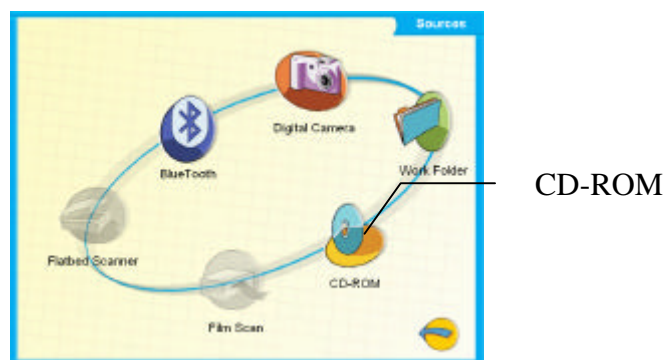 Sources
Digital Camera
BlueTooth
Work Folder
CD-ROM
Flatbed Scanner
CD-ROM
Film Scan